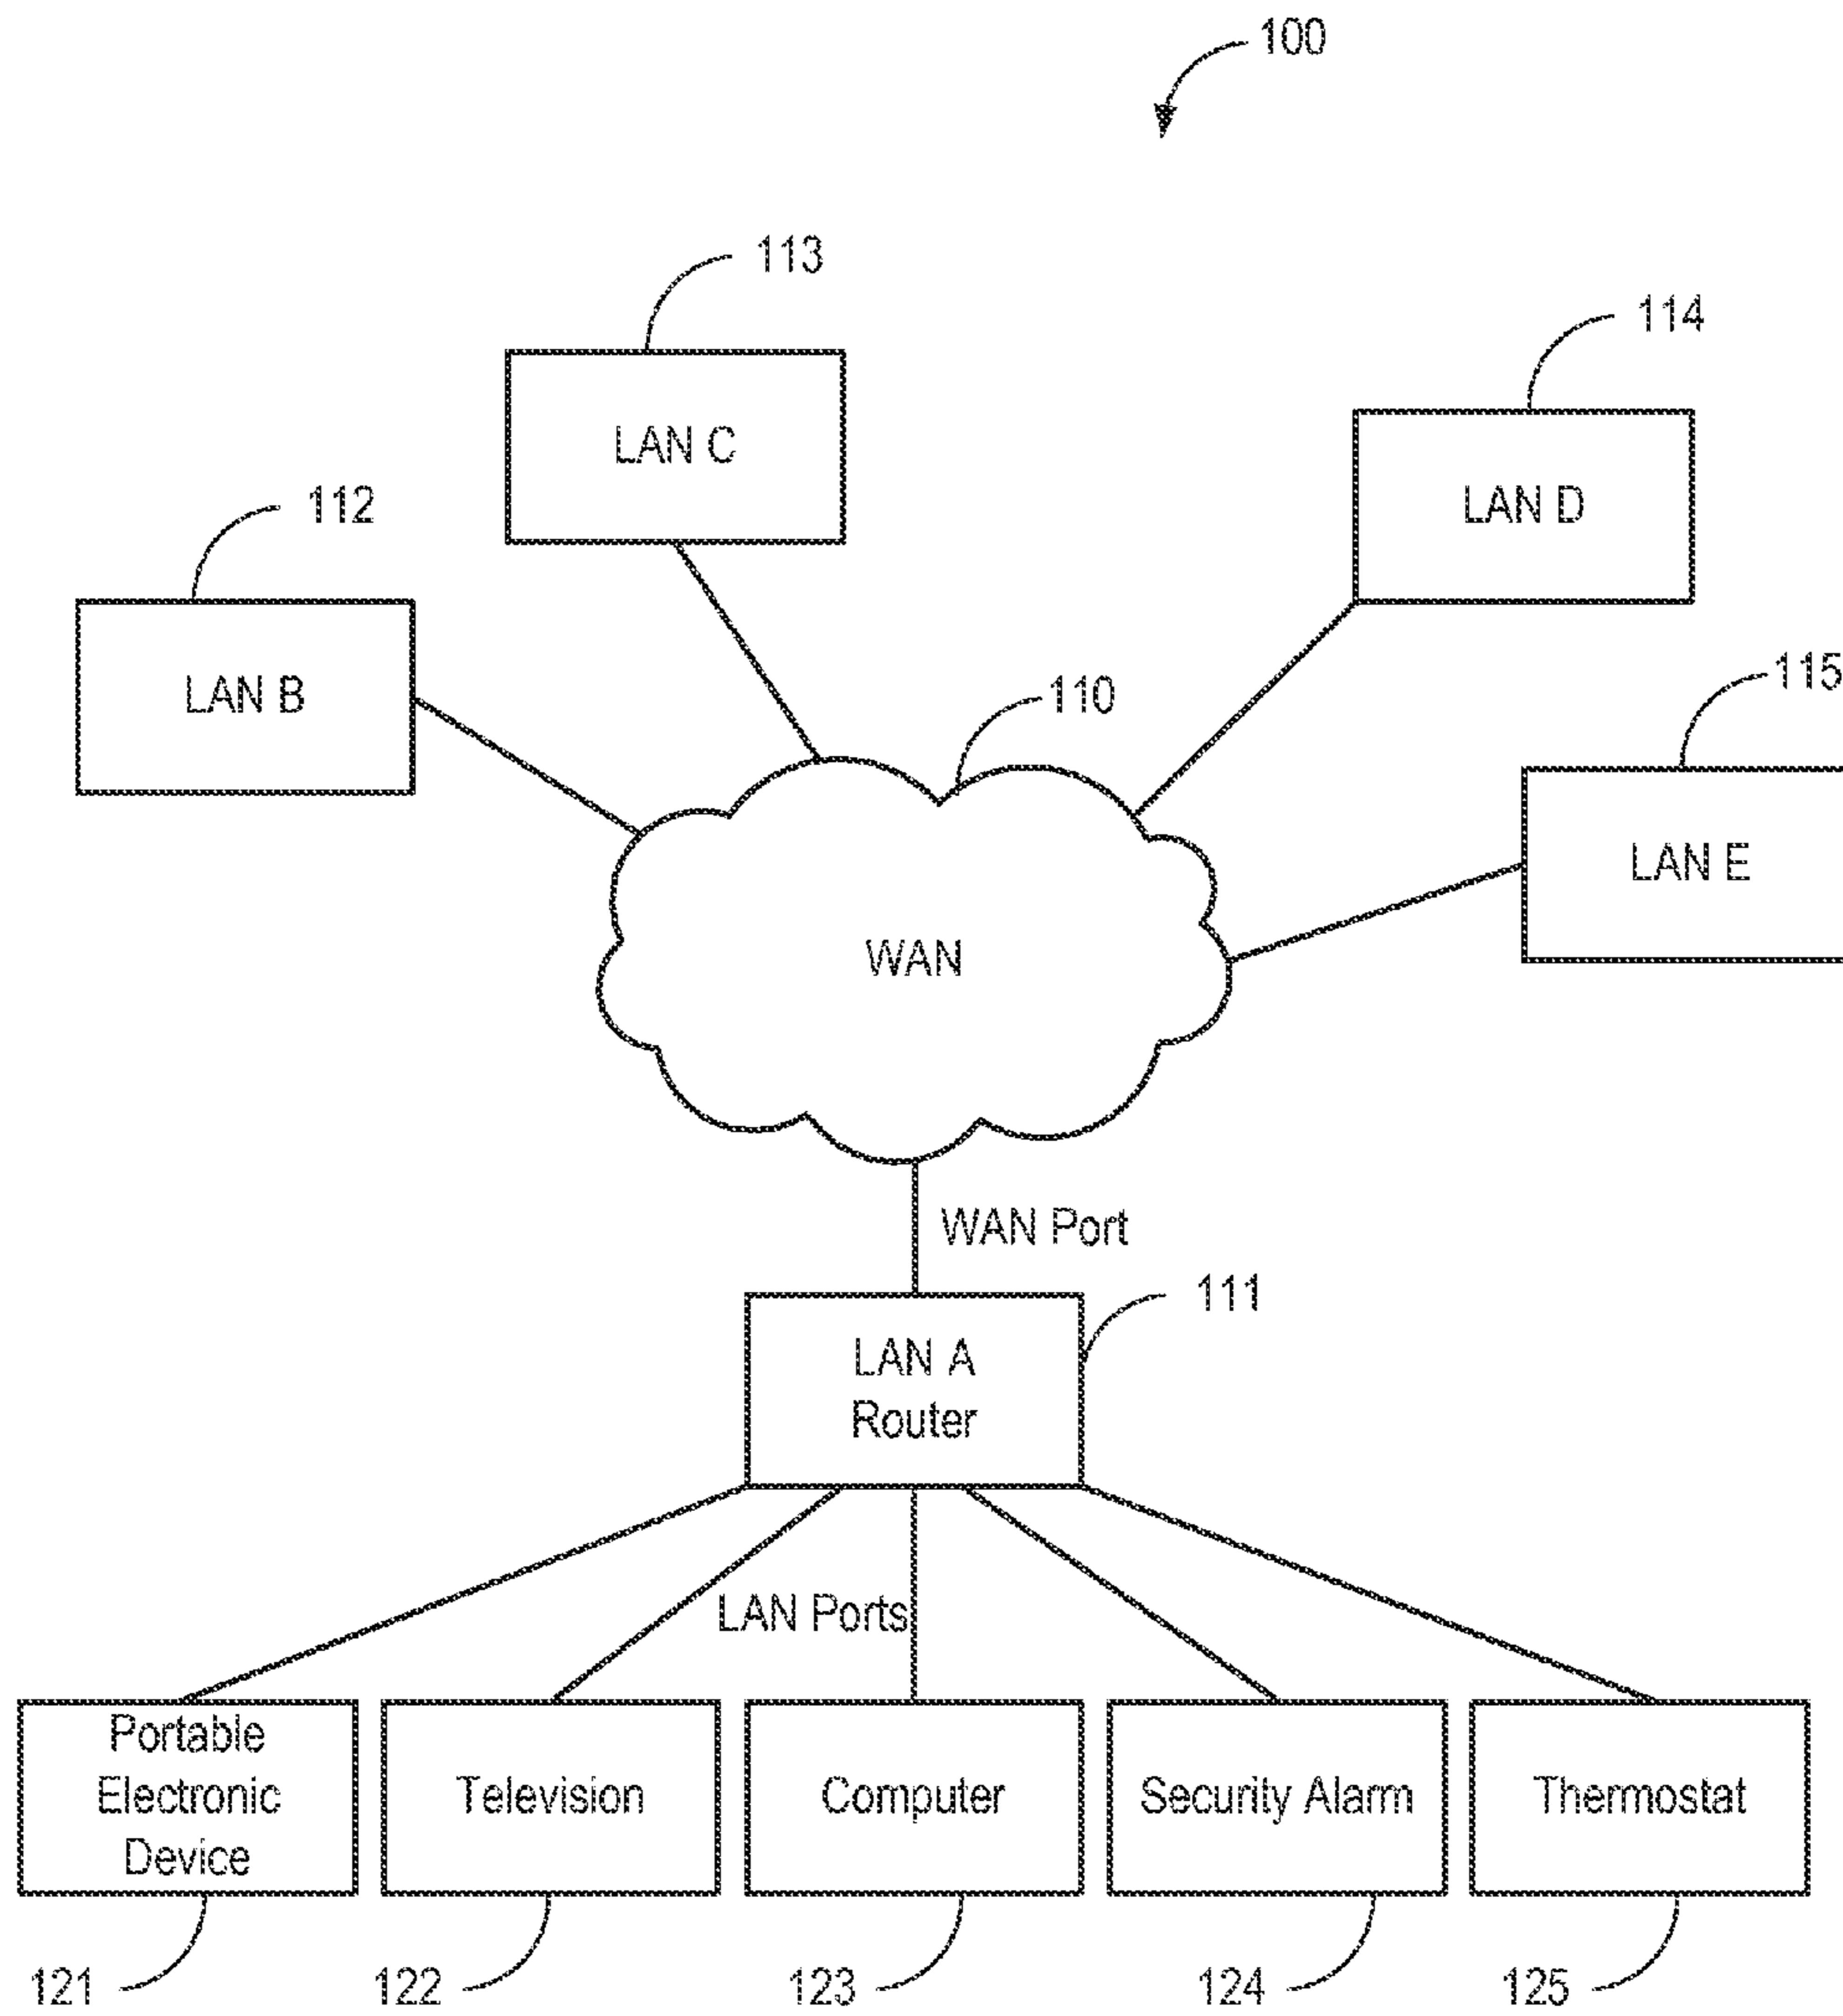 100
113
114
LAN C
112
LAN D
LAN B
110
115
LAN E
WAN
WAN Port
111
LAN A
Router
LAN Ports
Portable
Electronic
Device
Television
Computer
Security Alarm
Thermostat
121
122
123
124
125